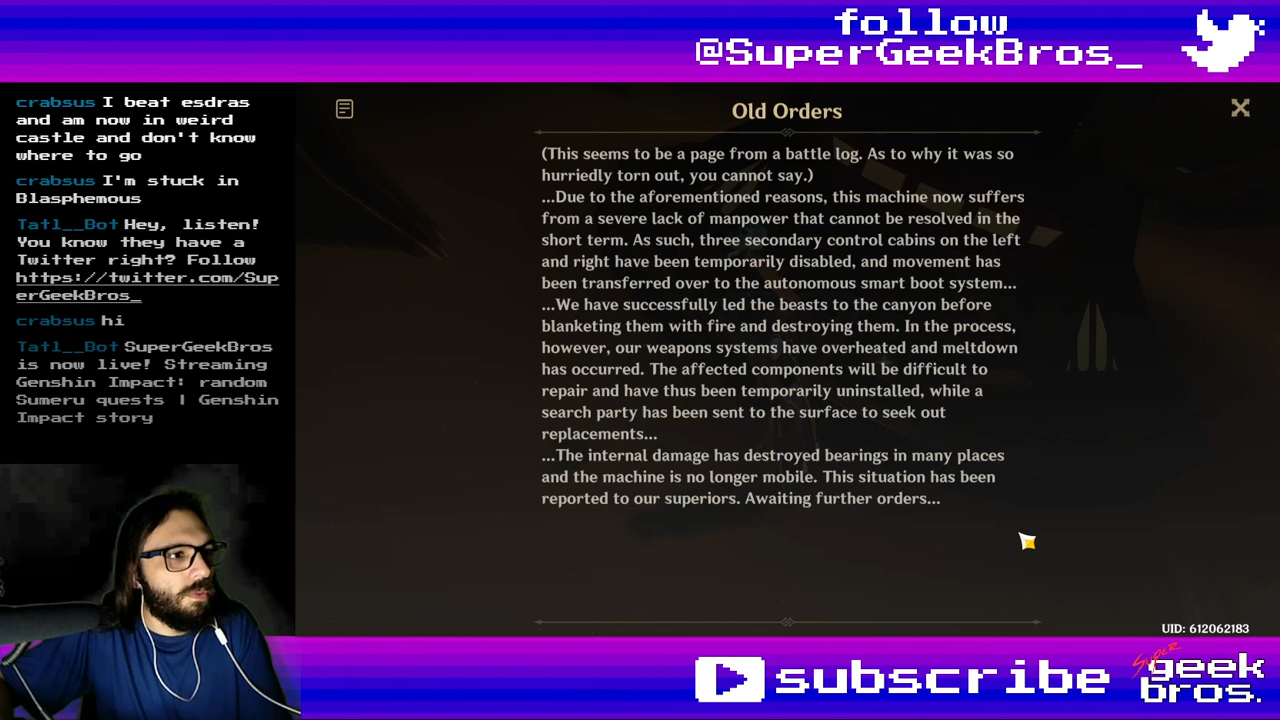 follow
@SuperGeekBros_
crabsus I beat esdras
and am now in weird
castle and don't know
where to go
crabsus I'm stuck in
Blasphemous
Tatl__Bot Hey, listen!
You know they have a
Twitter right? Follow
https://twitter.com/Sup
erGeekBros_
crabsus hi
Tatl__Bot SuperGeekBros
is now live! Streaming
Genshin Impact: random
Sumeru quests | Genshin
Impact story
Old Orders
(This seems to be a page from a battle log. As to why it was so
hurriedly torn out, you cannot say.)
...Due to the aforementioned reasons, this machine now suffers
from a severe lack of manpower that cannot be resolved in the
short term. As such, three secondary control cabins on the left
and right have been temporarily disabled, and movement has
been transferred over to the autonomous smart boot system...
...We have successfully led the beasts to the canyon before
blanketing them with fire and destroying them. In the process,
however, our weapons systems have overheated and meltdown
has occurred. The affected components will be difficult to
repair and have thus been temporarily uninstalled, while a
search party has been sent to the surface to seek out
replacements...
...The internal damage has destroyed bearings in many places
and the machine is no longer mobile. This situation has been
reported to our superiors. Awaiting further orders...
UID: 612062183
subscribe
SUPER
geek
bros.